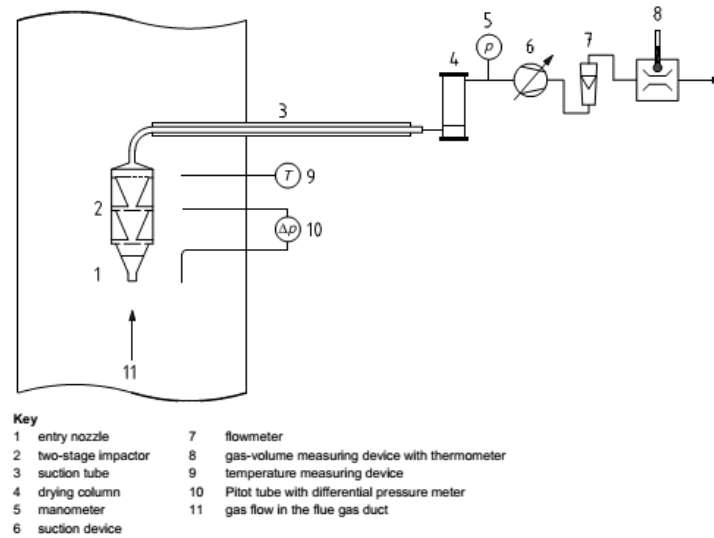 5
6
7
8
p
4
3
T 9
2
Δp 10
1
11
Key
1 entry nozzle
2 two-stage impactor
3 suction tube
4 drying column
5 manometer
6 suction device
7 flowmeter
8 gas-volume measuring device with thermometer
9 temperature measuring device
10 Pitot tube with differential pressure meter
11 gas flow in the flue gas duct